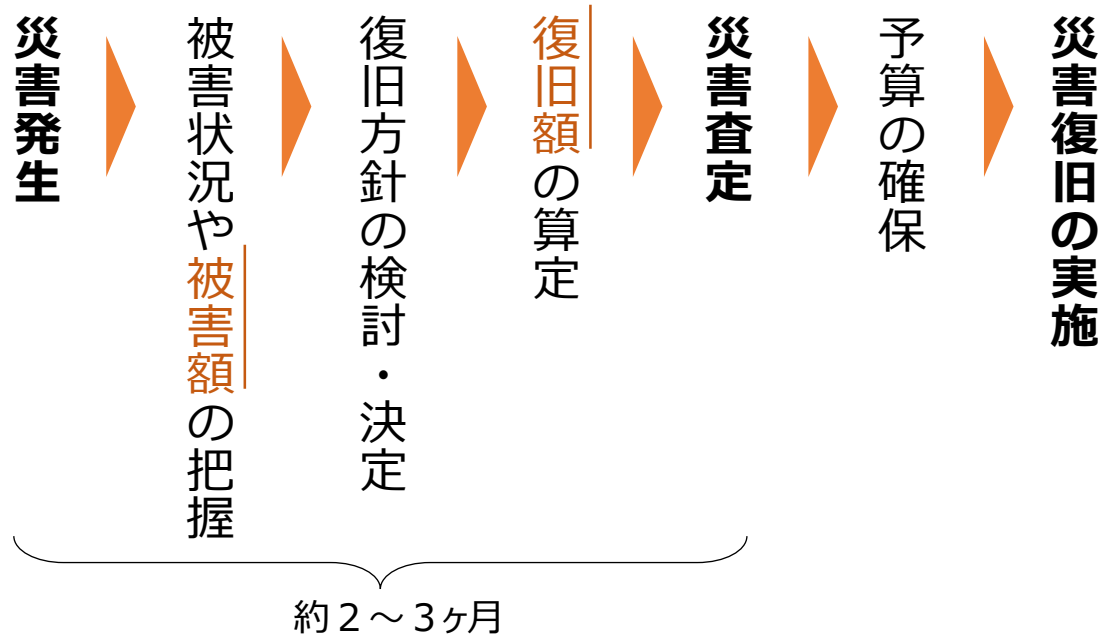 災害発生
被害状況や被害額の把握
復旧方針の検討・決定
復旧額の算定
災害査定
予算の確保
災害復旧の実施
約２～３ヶ月